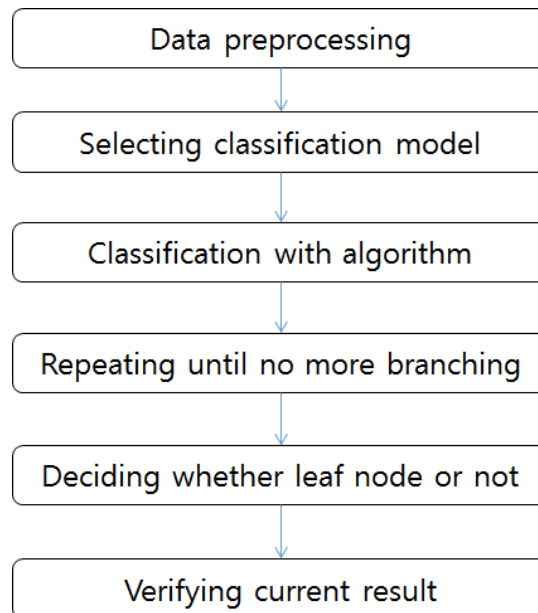 Data preprocessing
Selecting classification model
Classification with algorithm
Repeating until no more branching
Deciding whether leaf node or not
Verifying current result